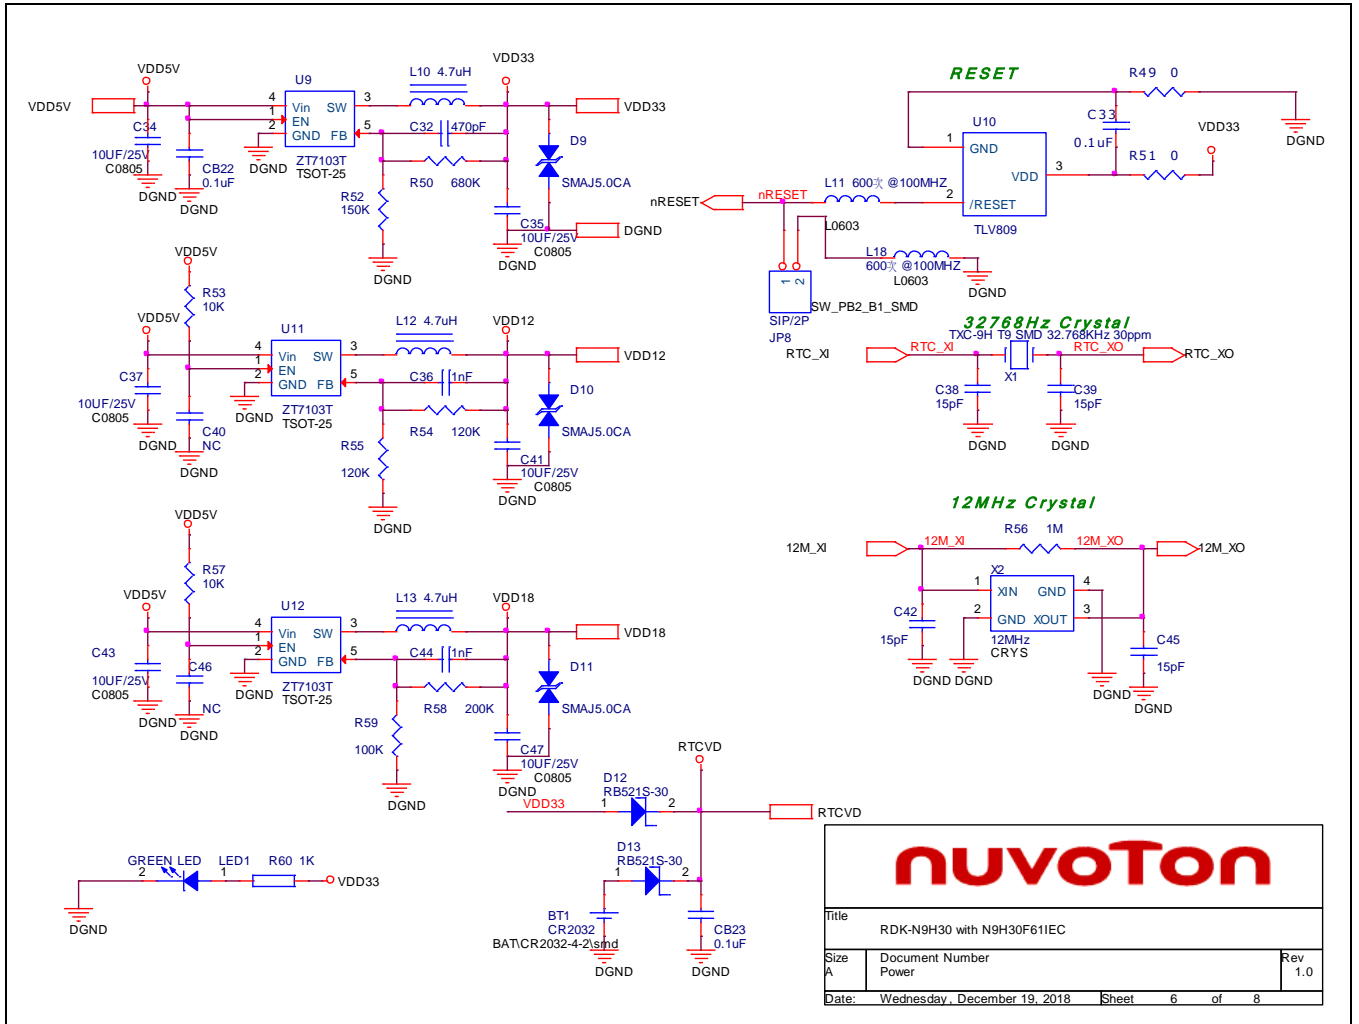 VDD5V
VDD5V
U9
4
1
2
Vin
EN
GND
SW
FB
3
5
ZT7103T
TSOT-25
C34
10UF/25V
C0805
DGND
CB22
0.1uF
DGND
DGND
L10 4.7uH
VDD33
VDD33
C32
470pF
R50
680K
R52
150K
DGND
D9
SMAJ5.0CA
C35
10UF/25V
C0805
DGND
DGND
VDD5V
R53
10K
VDD5V
U11
4
1
2
Vin
EN
GND
SW
FB
3
5
ZT7103T
TSOT-25
C37
10UF/25V
C0805
DGND
C40
NC
DGND
DGND
L12 4.7uH
VDD12
VDD12
C36
1nF
R54
120K
R55
120K
DGND
D10
SMAJ5.0CA
C41
10UF/25V
C0805
DGND
VDD5V
R57
10K
VDD5V
U12
4
1
2
Vin
EN
GND
SW
FB
3
5
ZT7103T
TSOT-25
C43
10UF/25V
C0805
DGND
C46
NC
DGND
DGND
L13 4.7uH
VDD18
VDD18
C44
1nF
R58
200K
R59
100K
DGND
D11
SMAJ5.0CA
C47
10UF/25V
C0805
DGND
GREEN LED
LED1
2
1
R60 1K
VDD33
DGND
RTCVD
D12
RB521S-30
VDD33
1
2
RTCVD
D13
RB521S-30
1
2
BT1
CR2032
BAT\CR2032-4-2\smd
DGND
CB23
0.1uF
DGND
RESET
R49 0
DGND
C33
0.1uF
VDD33
R51 0
U10
1
GND
VDD
3
2
/RESET
TLV809
nRESET
nRESET
L11 600次 @100MHZ
L0603
L18
600次 @100MHZ
L0603
DGND
1
2
SW_PB2_B1_SMD
SIP/2P
JP8
32768Hz Crystal
TXC-9H T9 SMD 32.768KHz 30ppm
RTC_XI
RTC_XI
X1
RTC_XO
RTC_XO
C38
15pF
DGND
C39
15pF
DGND
12MHz Crystal
R56 1M
12M_XI
12M_XI
12M_XO
12M_XO
X2
1
XIN
GND
4
2
GND
XOUT
3
12MHz
CRYS
C42
15pF
DGND
DGND
DGND
C45
15pF
DGND
nuvoTon
Title
RDK-N9H30 with N9H30F61IEC
Size
A
Document Number
Power
Rev
1.0
Date: Wednesday, December 19, 2018 Sheet 6 of 8